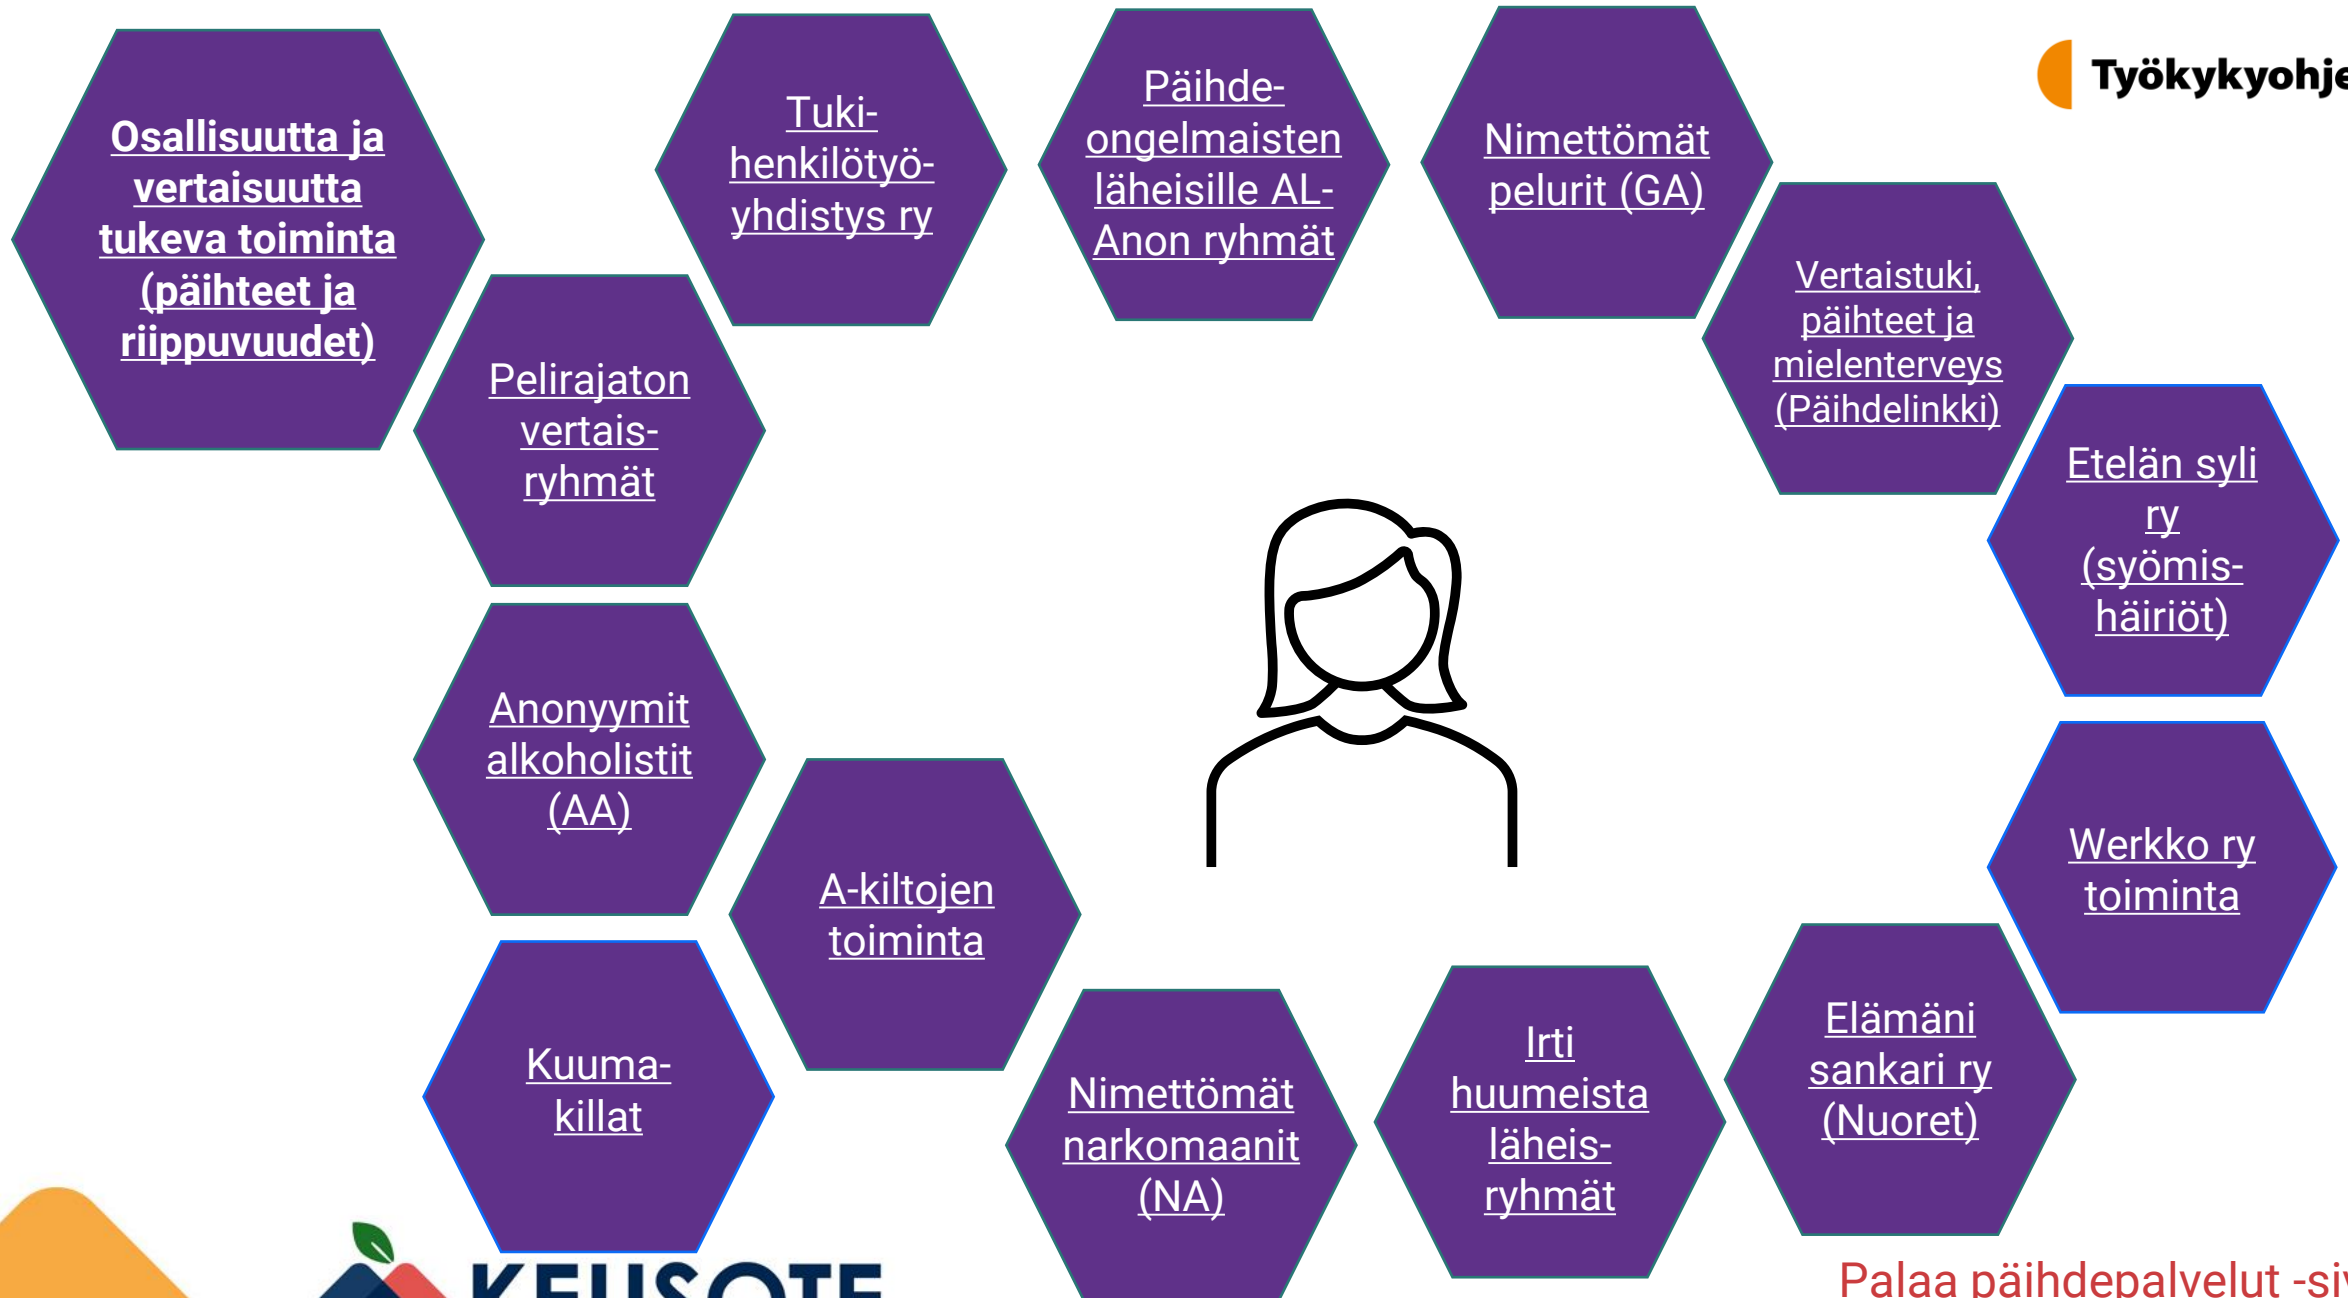 Osallisuutta ja
vertaisuutta
tukeva toiminta
(päihteet ja
riippuvuudet)
Tuki-
henkilötyö-
yhdistys ry
Päihde-
ongelmaisten
läheisille AL-
Anon ryhmät
Nimettömät
pelurit (GA)
Työkykyohje
Vertaistuki,
päihteet ja
mielenterveys
(Päihdelinkki)
Pelirajaton
vertais-
ryhmät
Etelän syli
ry
(syömis-
häiriöt)
Anonyymit
alkoholistit
(AA)
A-kiltojen
toiminta
Werkko ry
toiminta
Kuuma-
killat
Nimettömät
narkomaanit
(NA)
Irti
huumeista
läheis-
ryhmät
Elämäni
sankari ry
(Nuoret)
KEUSOTE
Palaa päihdepalvelut -siv